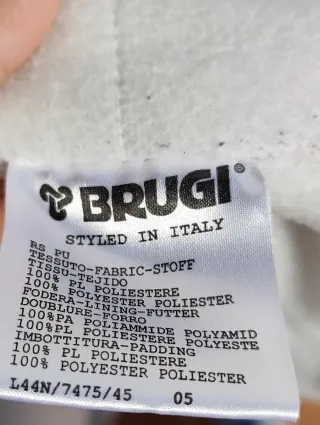 BRUGI®
STYLED IN ITALY
RS PU
TESSUTO-FABRIC-STOFF
TISSU-TEJIDO
100% PL POLIESTERE
100% POLYESTER POLIESTER
FODERA-LINING-FUTTER
DOUBLURE-FORRO
100%PA POLIAMMIDE POLYAMID
100%PL POLIESTERE POLYESTE
IMBOTTITURA-PADDING
100% PL POLIESTERE
100% POLYESTER POLIESTER
L44N/7475/45 05